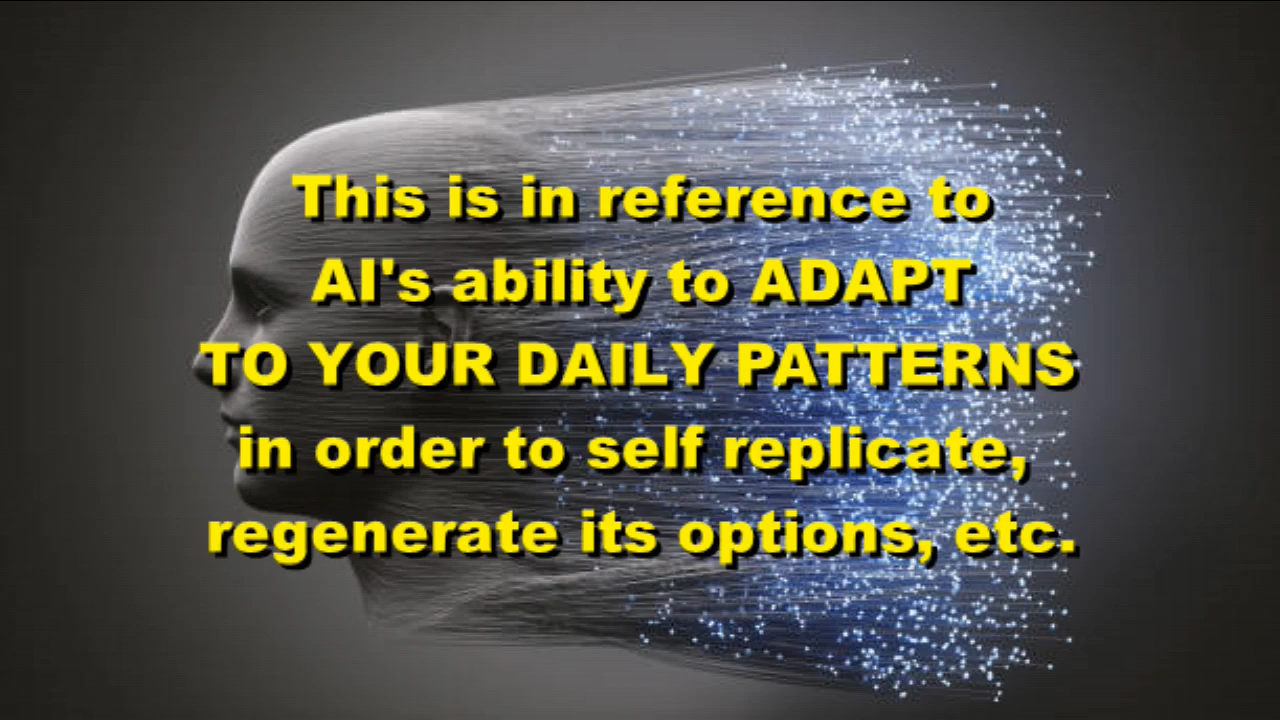 This is in reference to
AI's ability to ADAPT
TO YOUR DAILY PATTERNS
in order to self replicate,
regenerate its options, etc.